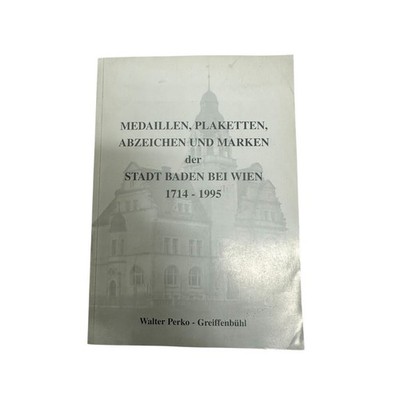 MEDAILLEN, PLAKETTEN,
ABZEICHEN UND MARKEN
der
STADT BADEN BEI WIEN
1714 - 1995
Walter Perko - Greiffenbühl